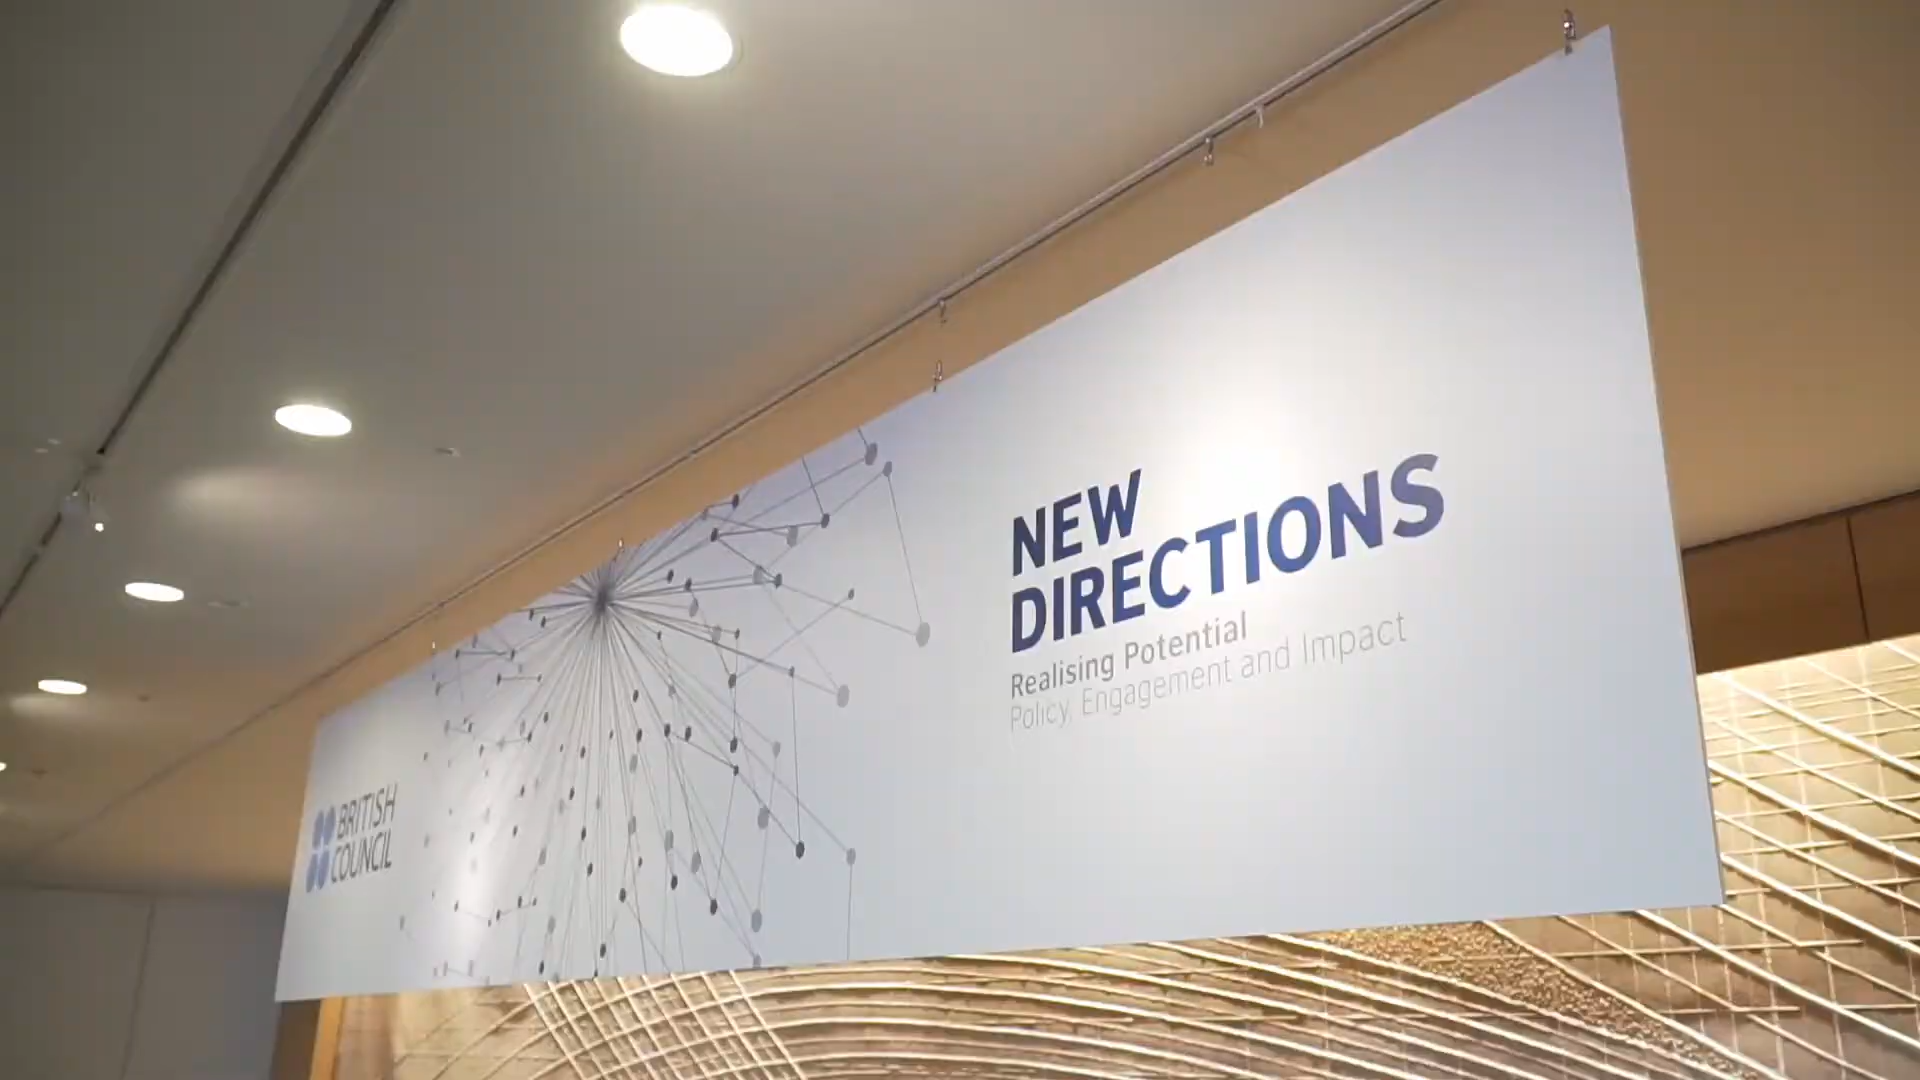 BRITISH
COUNCIL
NEW
DIRECTIONS
Realising Potential
Policy, Engagement and Impact